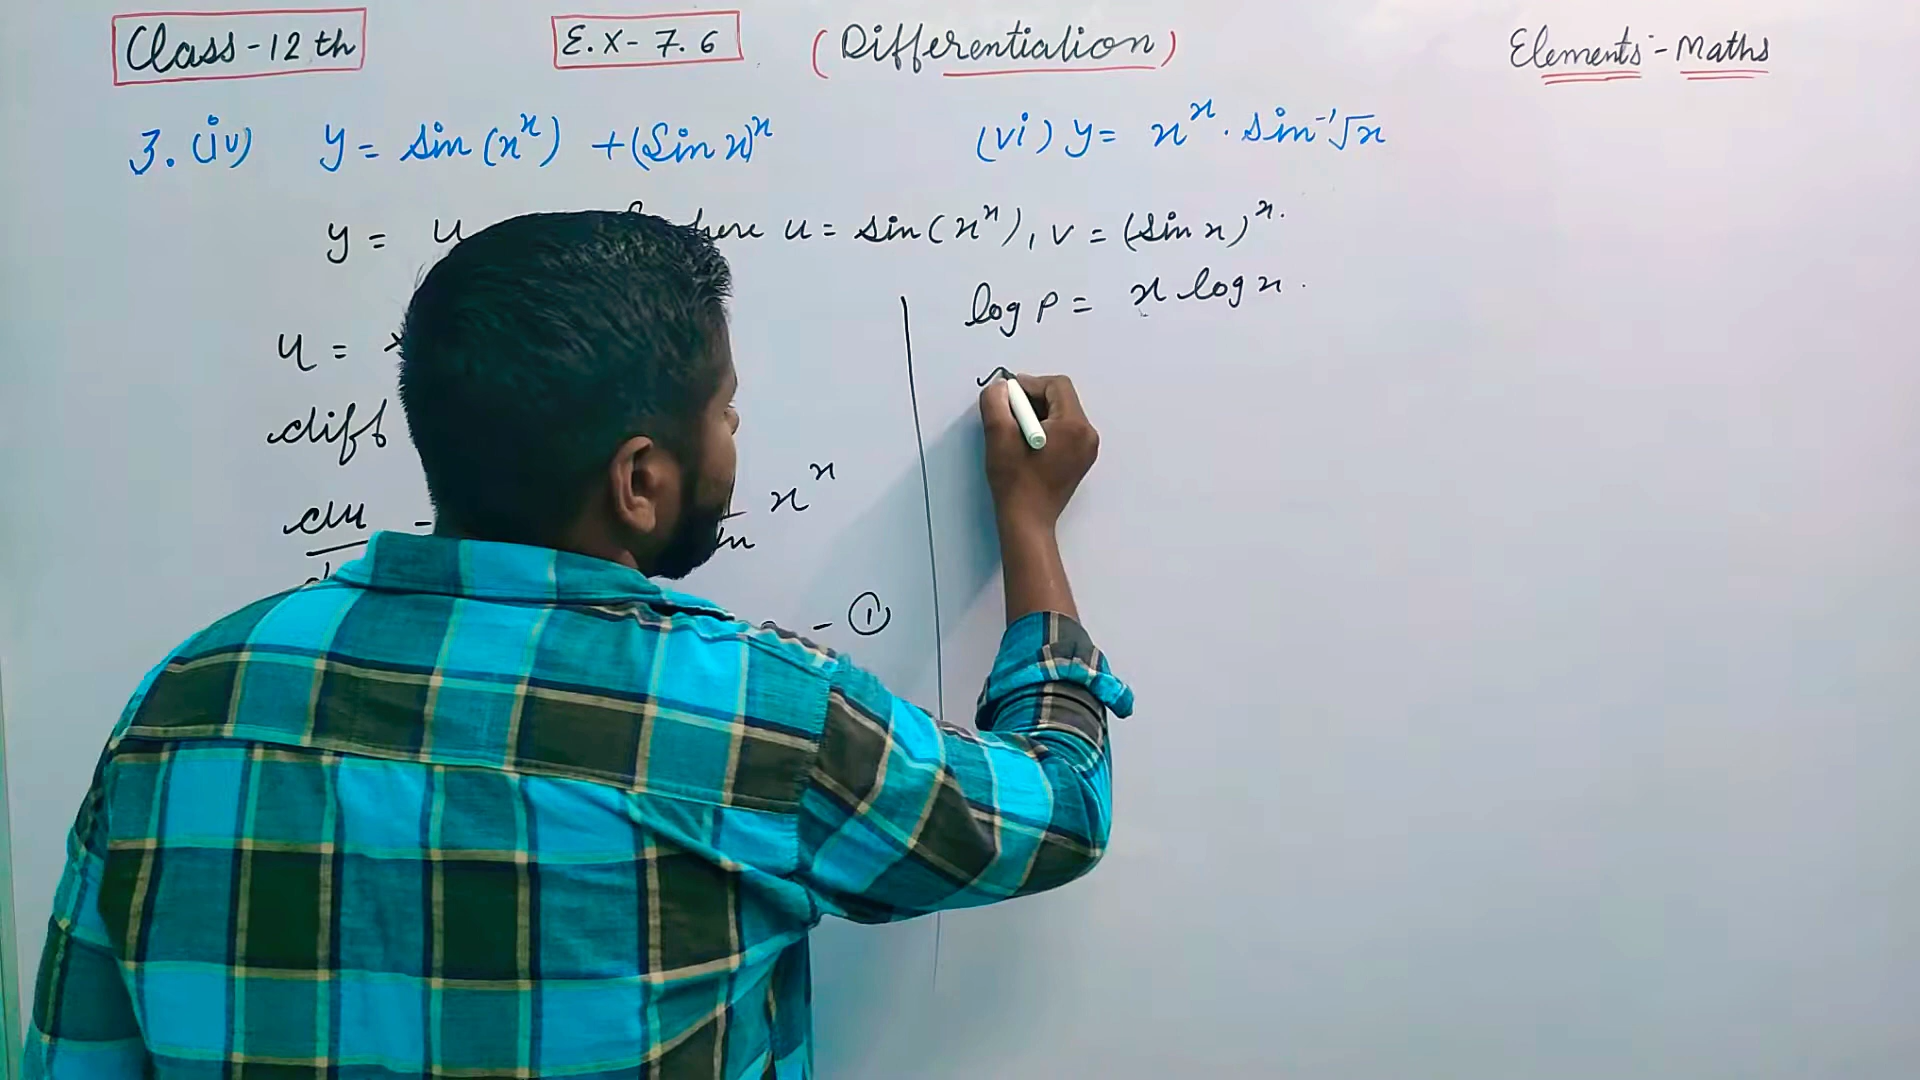 Class-12th E.X-7.6 (Differentiation) Elements-Maths
3. (iv) y = sin(x^x) + (Sin x)^x (vi) y = x^x. sin^-1√x
y = u here u = sin(x^x), v = (sin x)^x.
log P = x log x.
u =
diff
du x^x
- ①